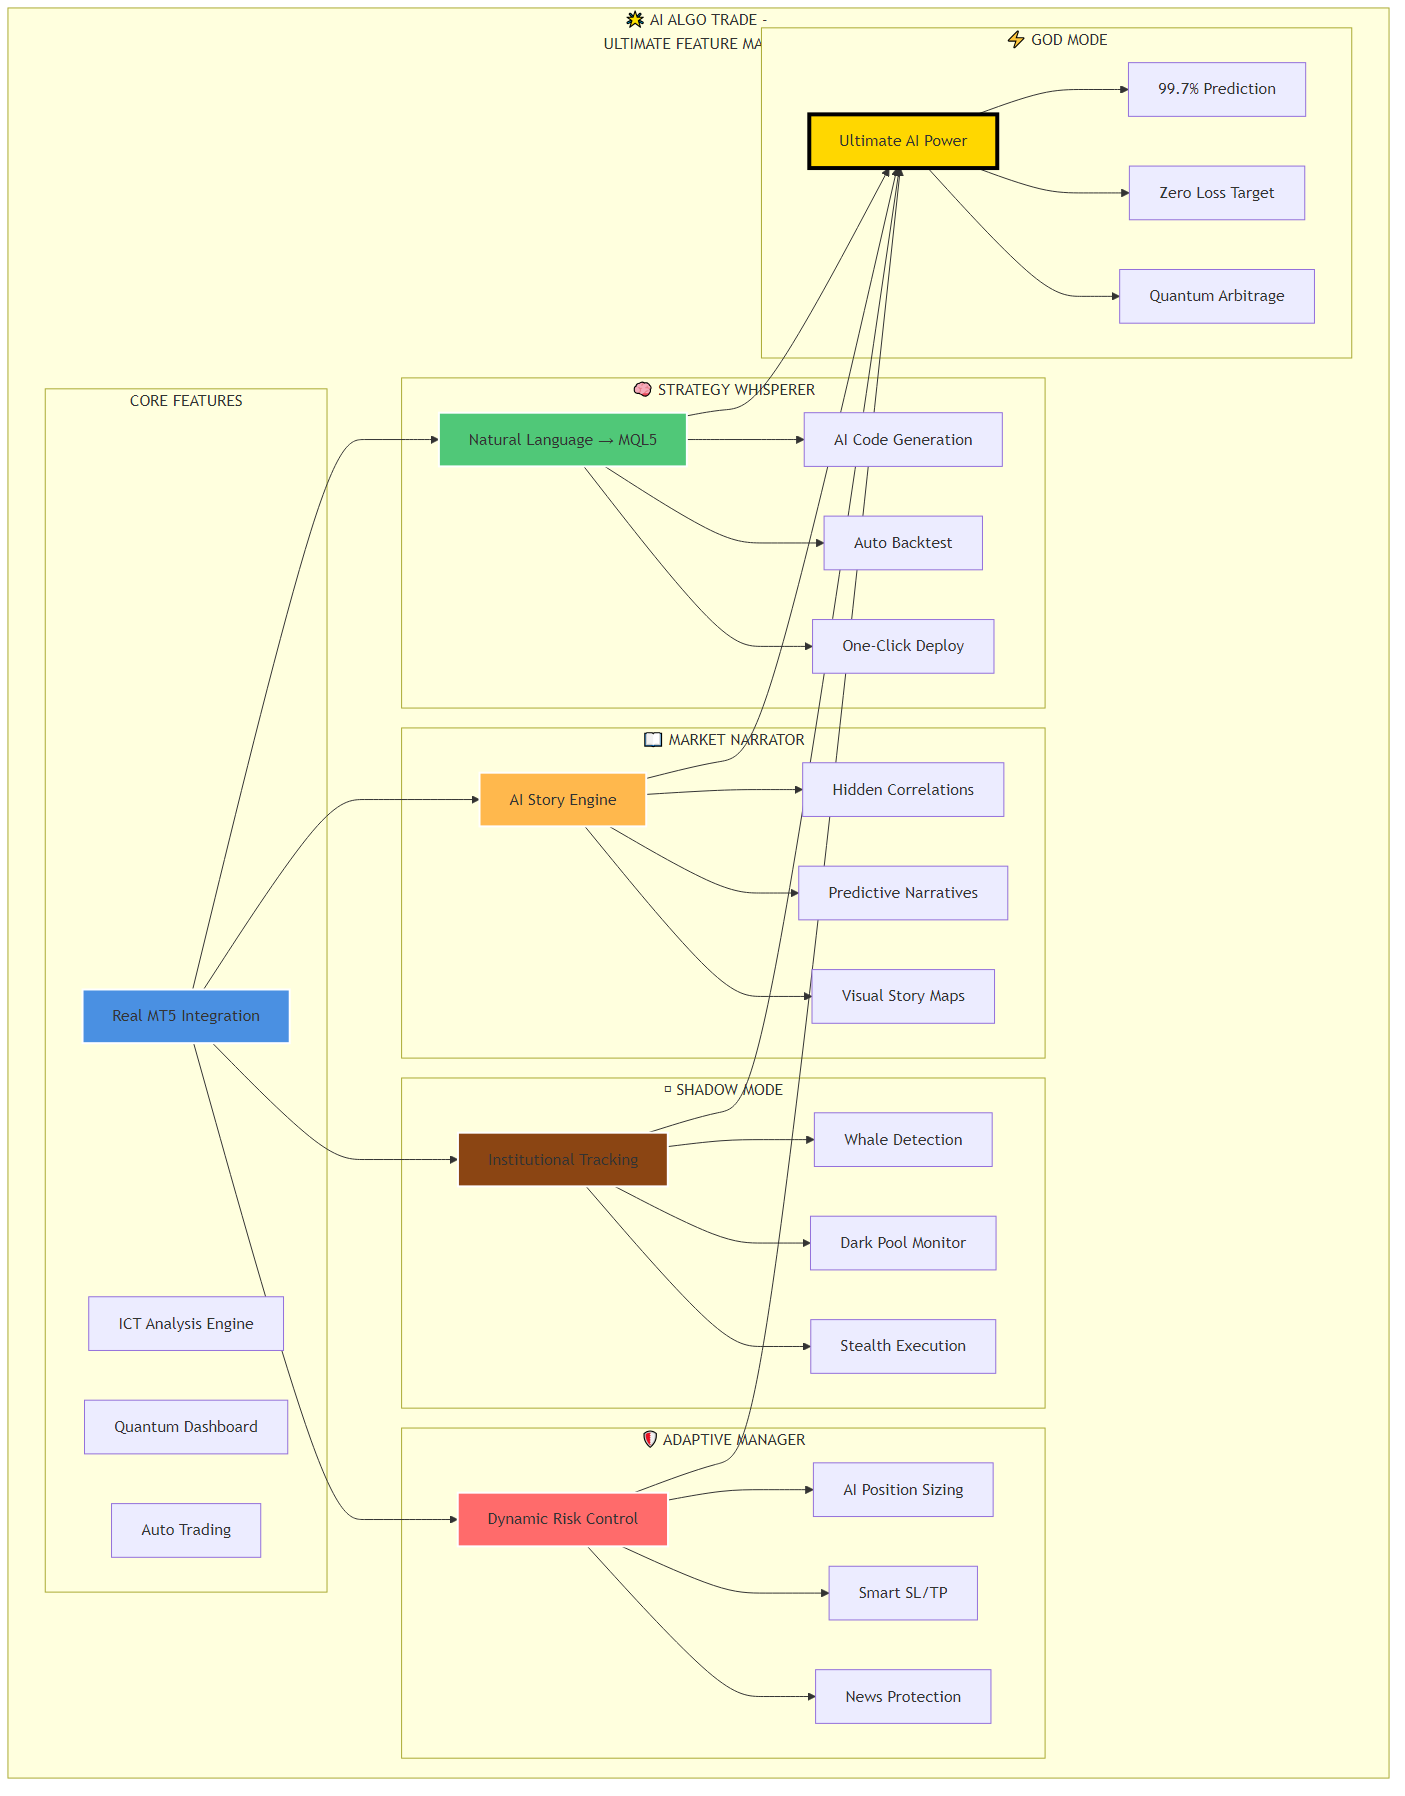 🌟 AI ALGO TRADE -
ULTIMATE FEATURE MA
⚡ GOD MODE
Ultimate AI Power
99.7% Prediction
Zero Loss Target
Quantum Arbitrage
CORE FEATURES
Real MT5 Integration
ICT Analysis Engine
Quantum Dashboard
Auto Trading
🧠 STRATEGY WHISPERER
Natural Language → MQL5
AI Code Generation
Auto Backtest
One-Click Deploy
📖 MARKET NARRATOR
AI Story Engine
Hidden Correlations
Predictive Narratives
Visual Story Maps
SHADOW MODE
Institutional Tracking
Whale Detection
Dark Pool Monitor
Stealth Execution
🛡️ ADAPTIVE MANAGER
Dynamic Risk Control
AI Position Sizing
Smart SL/TP
News Protection